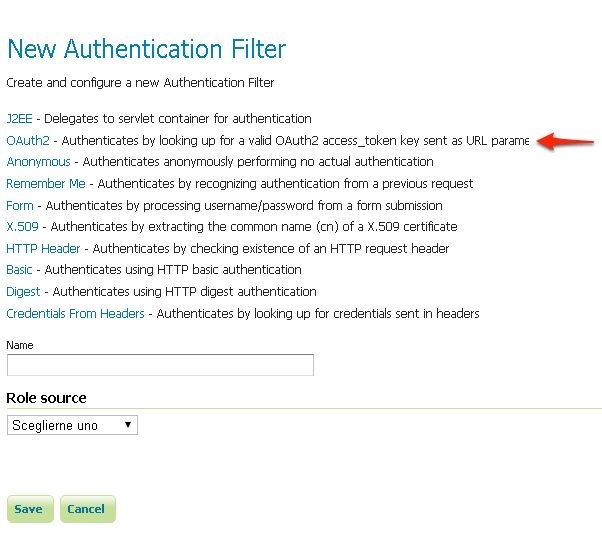 New Authentication Filter
Create and configure a new Authentication Filter
J2EE - Delegates to servlet container for authentication
OAuth2 - Authenticates by looking up for a valid OAuth2 access_token key sent as URL parame
Anonymous - Authenticates anonymously performing no actual authentication
Remember Me - Authenticates by recognizing authentication from a previous request
Form - Authenticates by processing username/password from a form submission
X.509 - Authenticates by extracting the common name (cn) of a X.509 certificate
HTTP Header - Authenticates by checking existence of an HTTP request header
Basic - Authenticates using HTTP basic authentication
Digest - Authenticates using HTTP digest authentication
Credentials From Headers - Authenticates by looking up for credentials sent in headers
Name
Role source
Sceglierne uno
Save Cancel